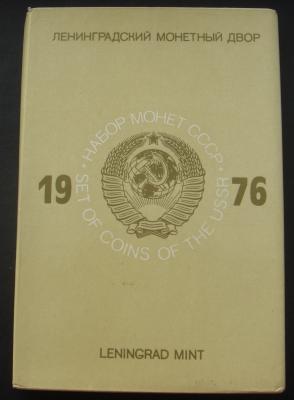 ЛЕНИНГРАДСКИЙ МОНЕТНЫЙ ДВОР
· НАБОР МОНЕТ СССР ·
19 76
SET OF COINS OF THE USSR
LENINGRAD MINT